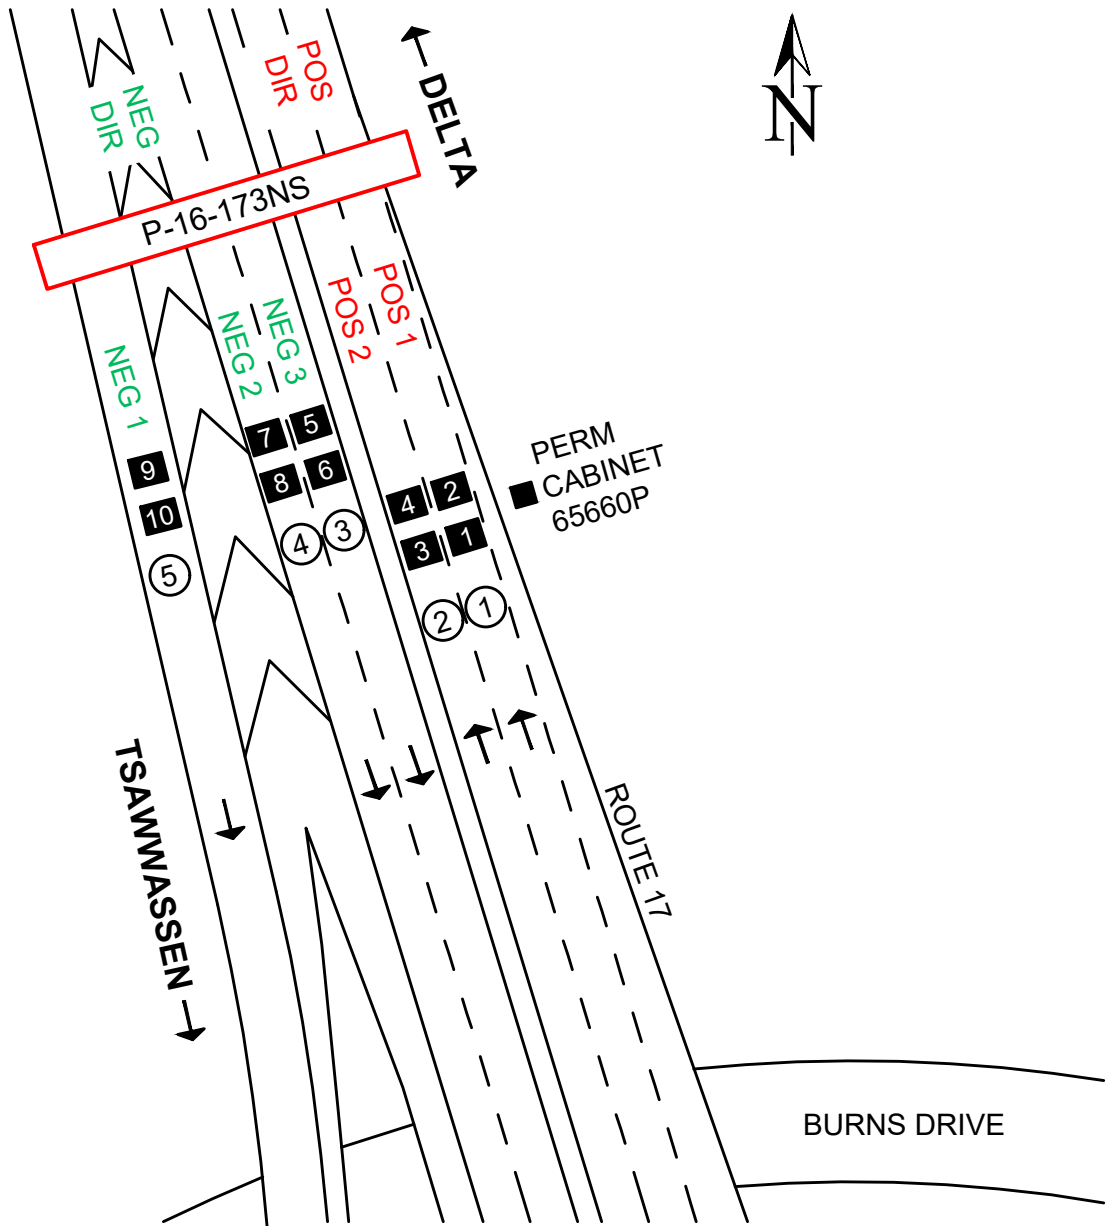 POS
DIR
NEG
DIR
DELTA
N
P-16-173NS
POS 1
POS 2
NEG 3
NEG 2
NEG 1
7
5
8
6
9
10
4
2
3
1
4
3
5
2
1
PERM
CABINET
65660P
TSAWWASSEN
ROUTE 17
BURNS DRIVE